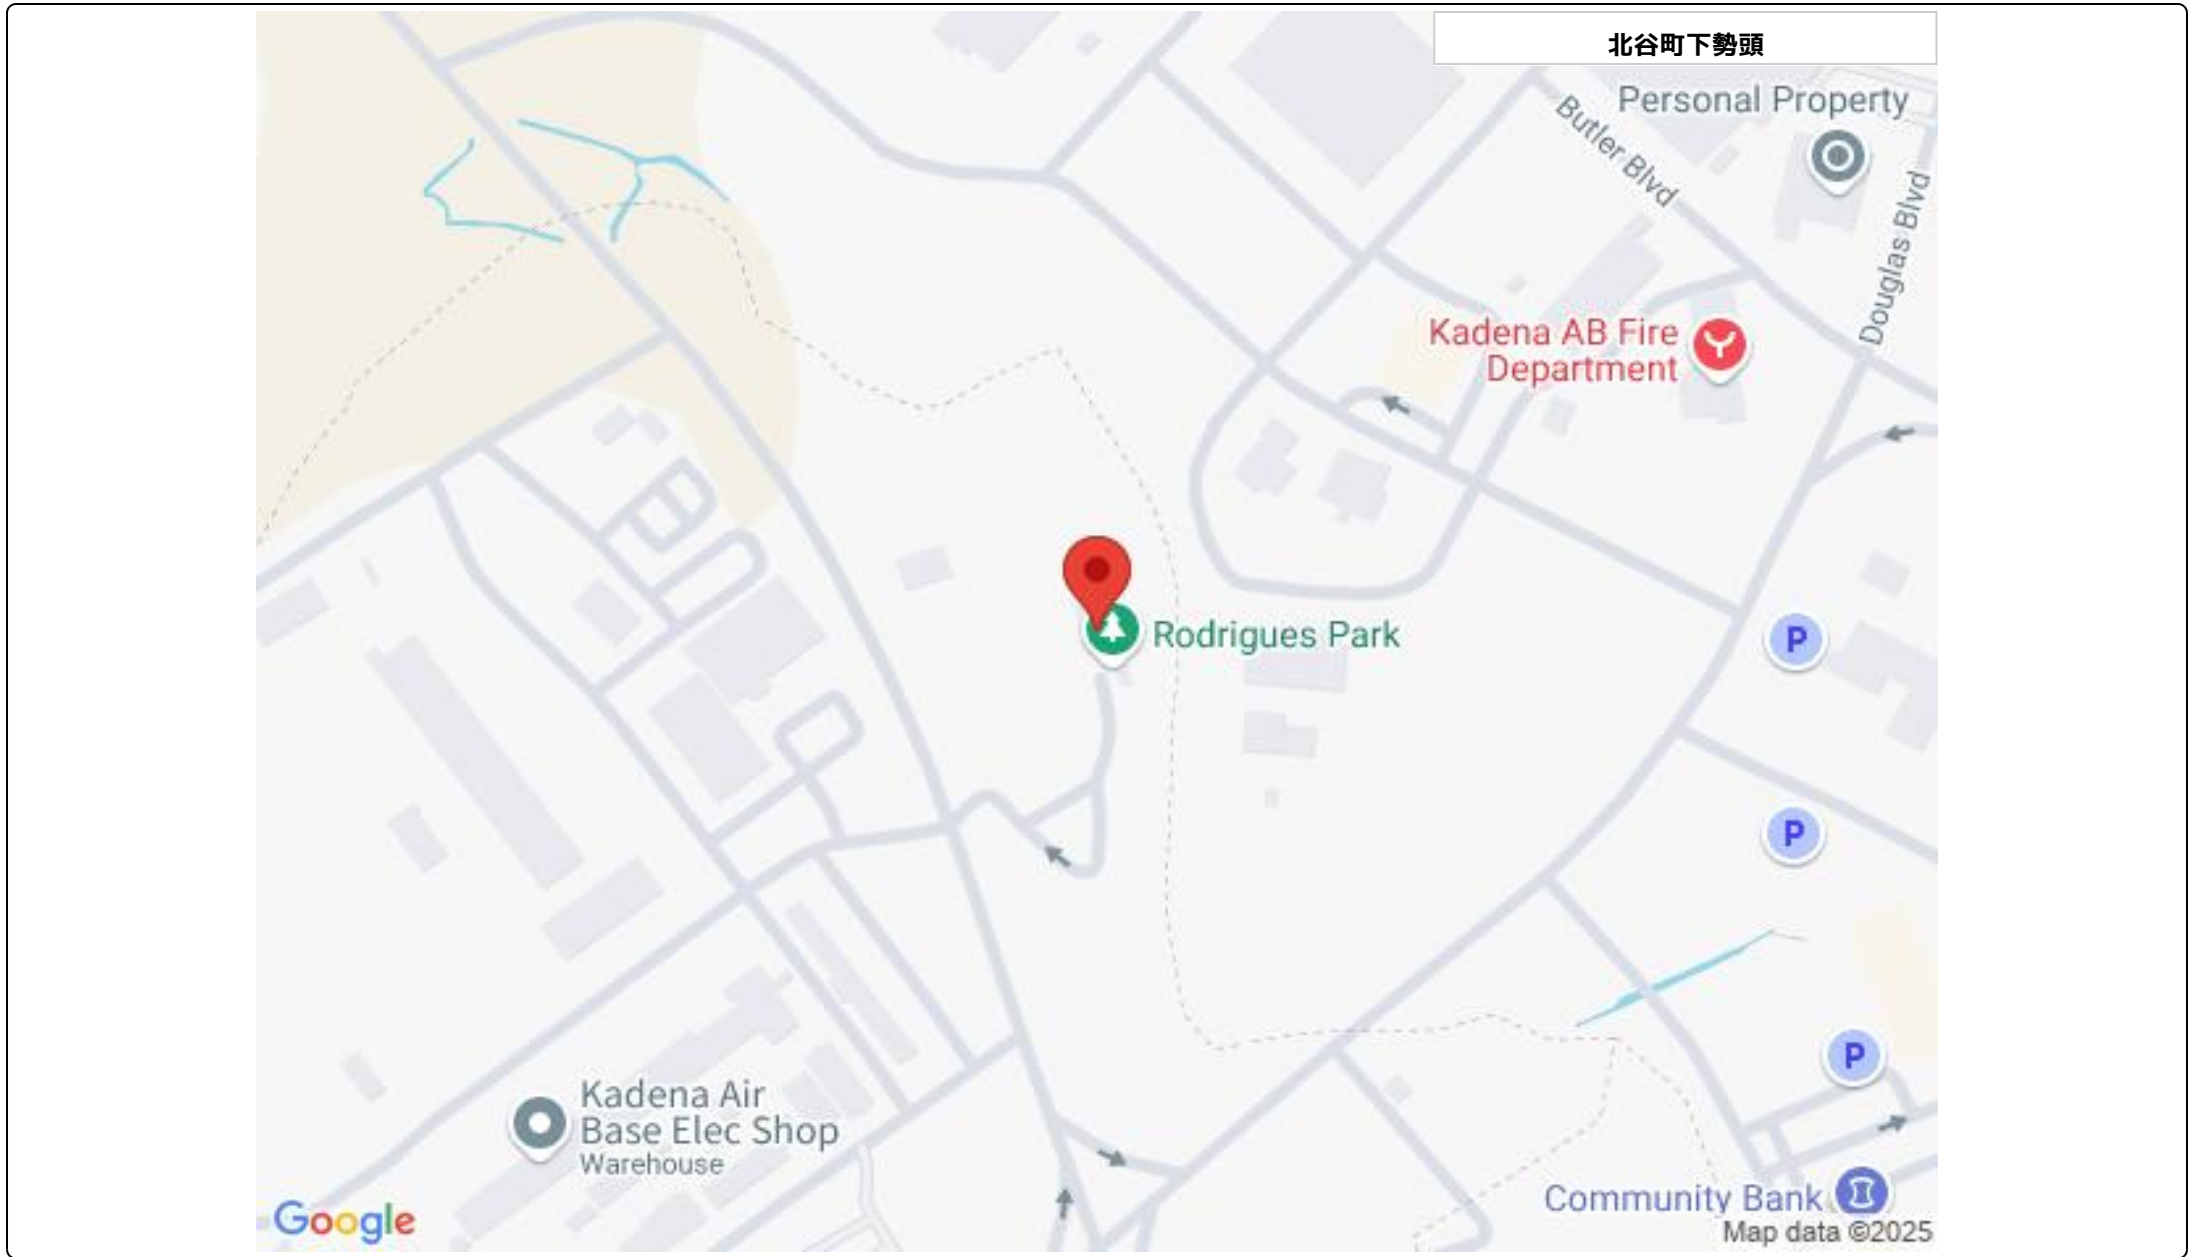 北谷町下勢頭
Personal Property
Butler Blvd
Douglas Blvd
Kadena AB Fire
Department
Rodrigues Park
P
P
P
Kadena Air
Base Elec Shop
Warehouse
Community Bank
Google
Map data ©2025